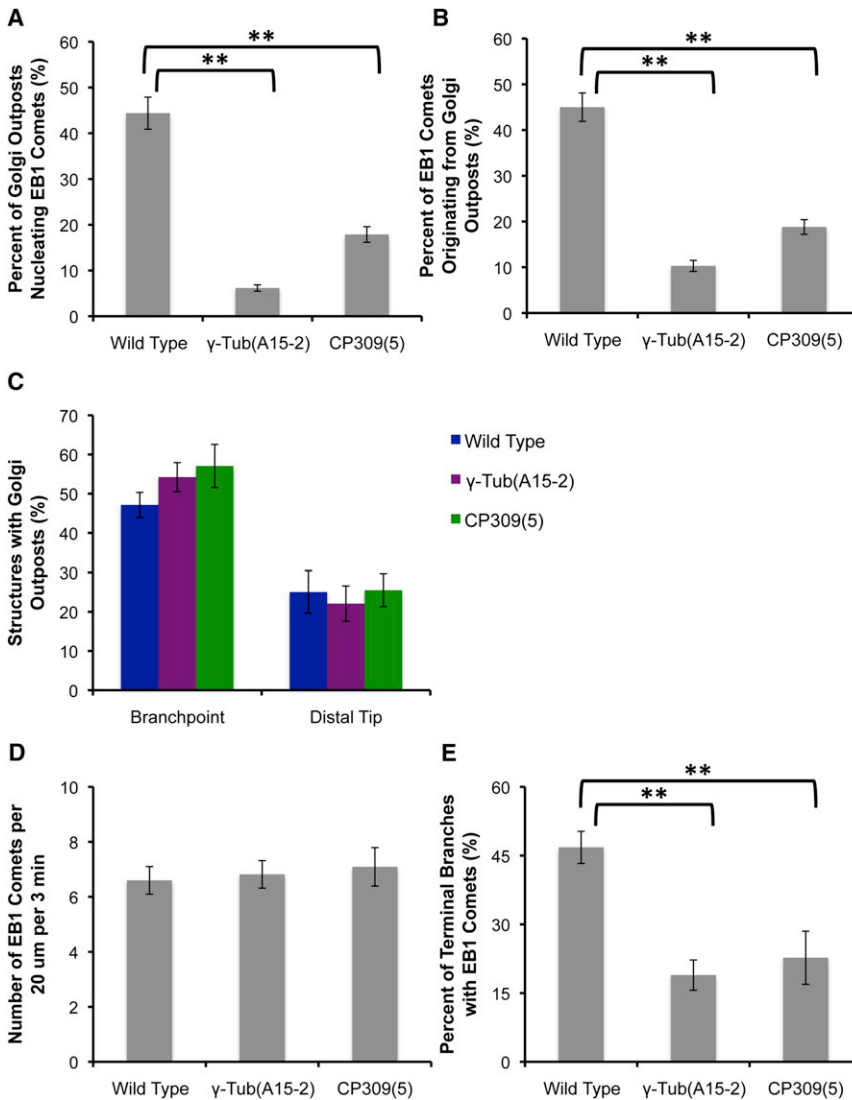 A
Percent of Golgi Outposts
Nucleating EB1 Comets (%)
60
50
40
30
20
10
0
**
**
Wild Type
γ-Tub(A15-2)
CP309(5)
B
Percent of EB1 Comets
Originating from Golgi
Outposts (%)
60
50
40
30
20
10
0
**
**
Wild Type
γ-Tub(A15-2)
CP309(5)
C
Structures with Golgi
Outposts (%)
70
60
50
40
30
20
10
0
Branchpoint
Distal Tip
Wild Type
γ-Tub(A15-2)
CP309(5)
D
Number of EB1 Comets per
20 um per 3 min
10
8
6
4
2
0
Wild Type
γ-Tub(A15-2)
CP309(5)
E
Percent of Terminal Branches
with EB1 Comets (%)
60
45
30
15
0
**
**
Wild Type
γ-Tub(A15-2)
CP309(5)